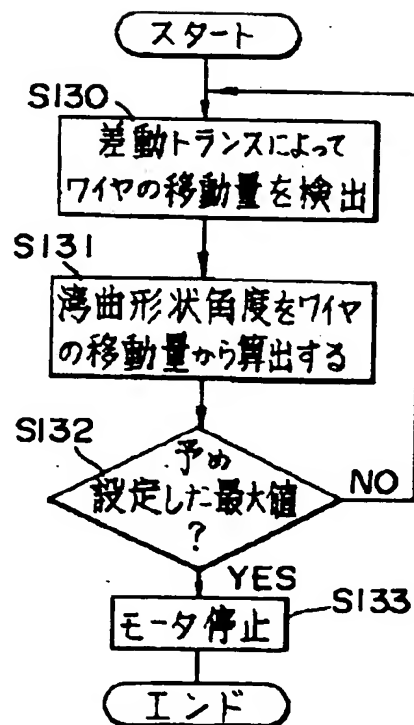 スタート
S130
差動トランスによって
ワイヤの移動量を検出
S131
湾曲形状角度をワイヤ
の移動量から算出する
S132
予め
設定した最大値
?
NO
YES
モータ停止
S133
エンド